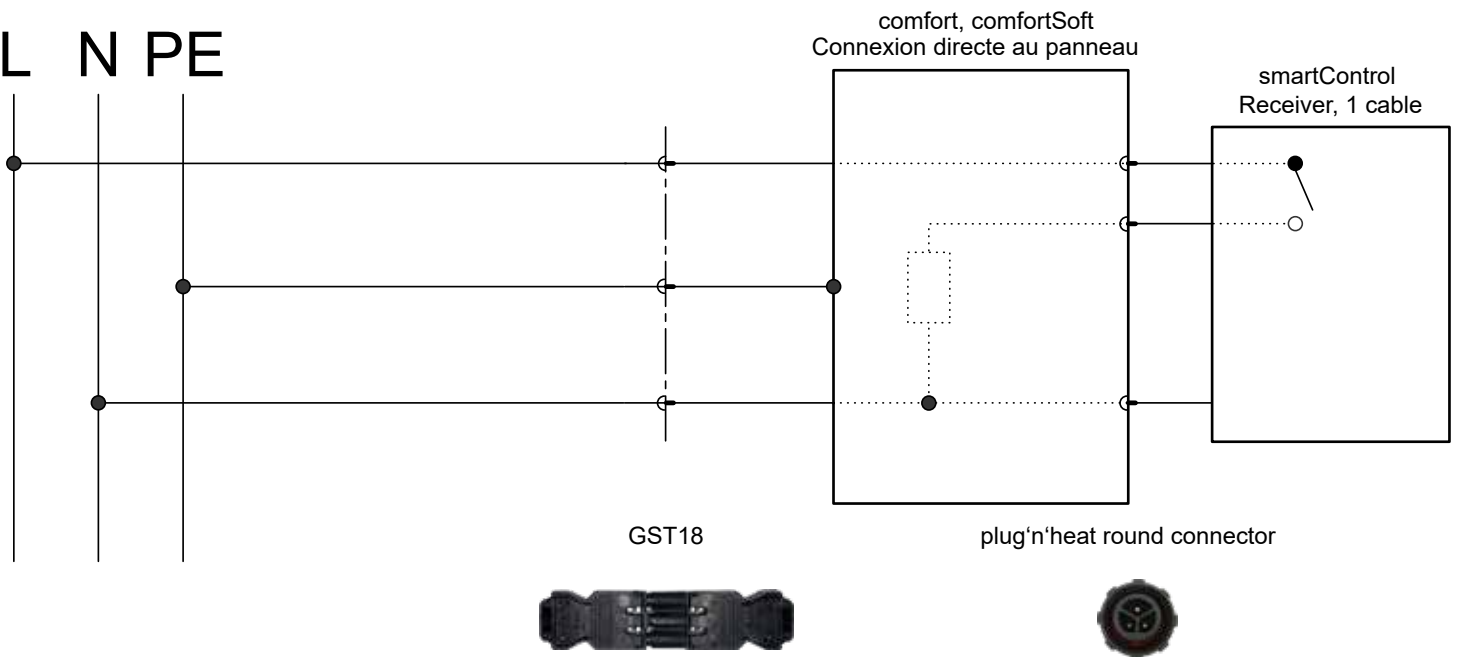 L N PE
comfort, comfortSoft
Connexion directe au panneau
smartControl
Receiver, 1 cable
GST18
plug‘n‘heat round connector